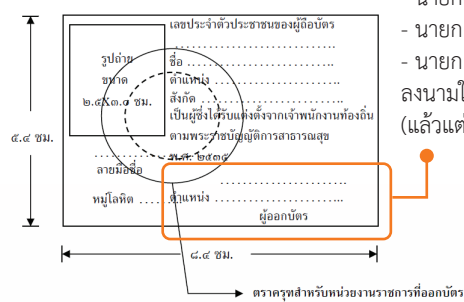 เลขประจำตัวประชาชนของผู้ถือบัตร
รูปถ่าย
ขนาด
๒.๕X๓.๐ ซม.
ชื่อ
ตำแหน่ง
สังกัด
เป็นผู้ซึ่งได้รับแต่งตั้งจากเจ้าพนักงานท้องถิ่น
ตามพระราชบัญญัติการสาธารณสุข
พ.ศ. ๒๕๓๕
ลายมือชื่อ
หมู่โลหิต
ตำแหน่ง
ผู้ออกบัตร
๕.๔ ซม.
๘.๔ ซม.
ตราครุฑสำหรับหน่วยงานราชการที่ออกบัตร
- นายก
- นายก
ลงนามใ
(แล้วแต่